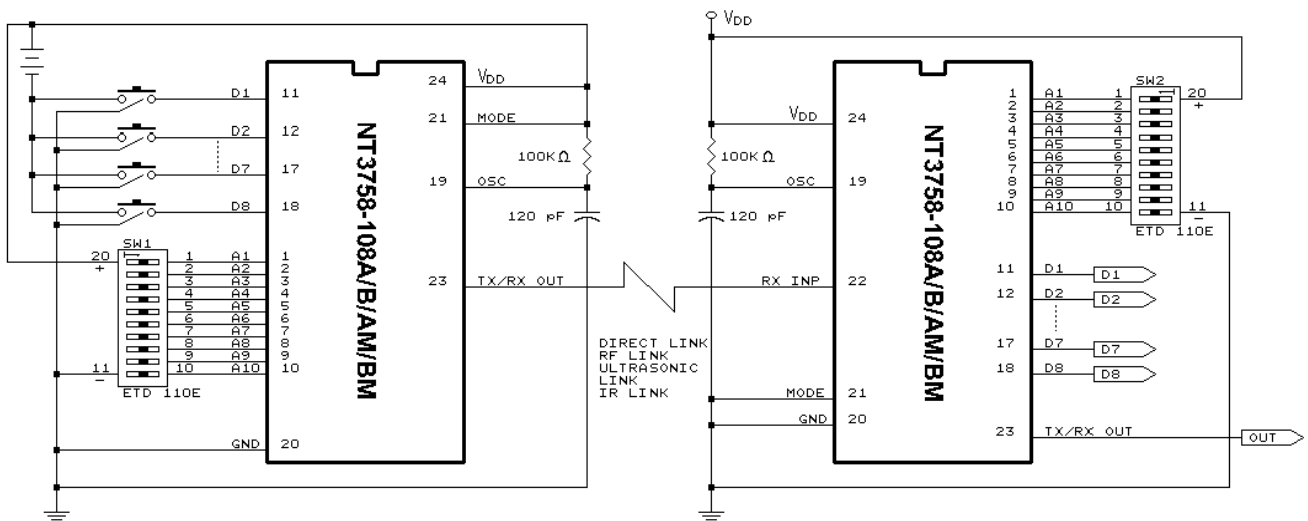 D1 11
D2 12
D7 17
D8 18
SW1
20
+
1 A1 1
2 A2 2
3 A3 3
4 A4 4
5 A5 5
6 A6 6
7 A7 7
8 A8 8
9 A9 9
10 A10 10
11
−
ETD 110E
GND 20
NT3758-108A/B/AM/BM
24 VDD
21 MODE
100KΩ
19 OSC
120 pF
23 TX/RX OUT
DIRECT LINK
RF LINK
ULTRASONIC
LINK
IR LINK
VDD
VDD 24
100KΩ
OSC 19
120 pF
RX INP 22
MODE 21
GND 20
NT3758-108A/B/AM/BM
SW2
1 A1 1
2 A2 2
3 A3 3
4 A4 4
5 A5 5
6 A6 6
7 A7 7
8 A8 8
9 A9 9
10 A10 10
20
+
11
−
ETD 110E
11 D1 D1
12 D2 D2
17 D7 D7
18 D8 D8
23 TX/RX OUT OUT